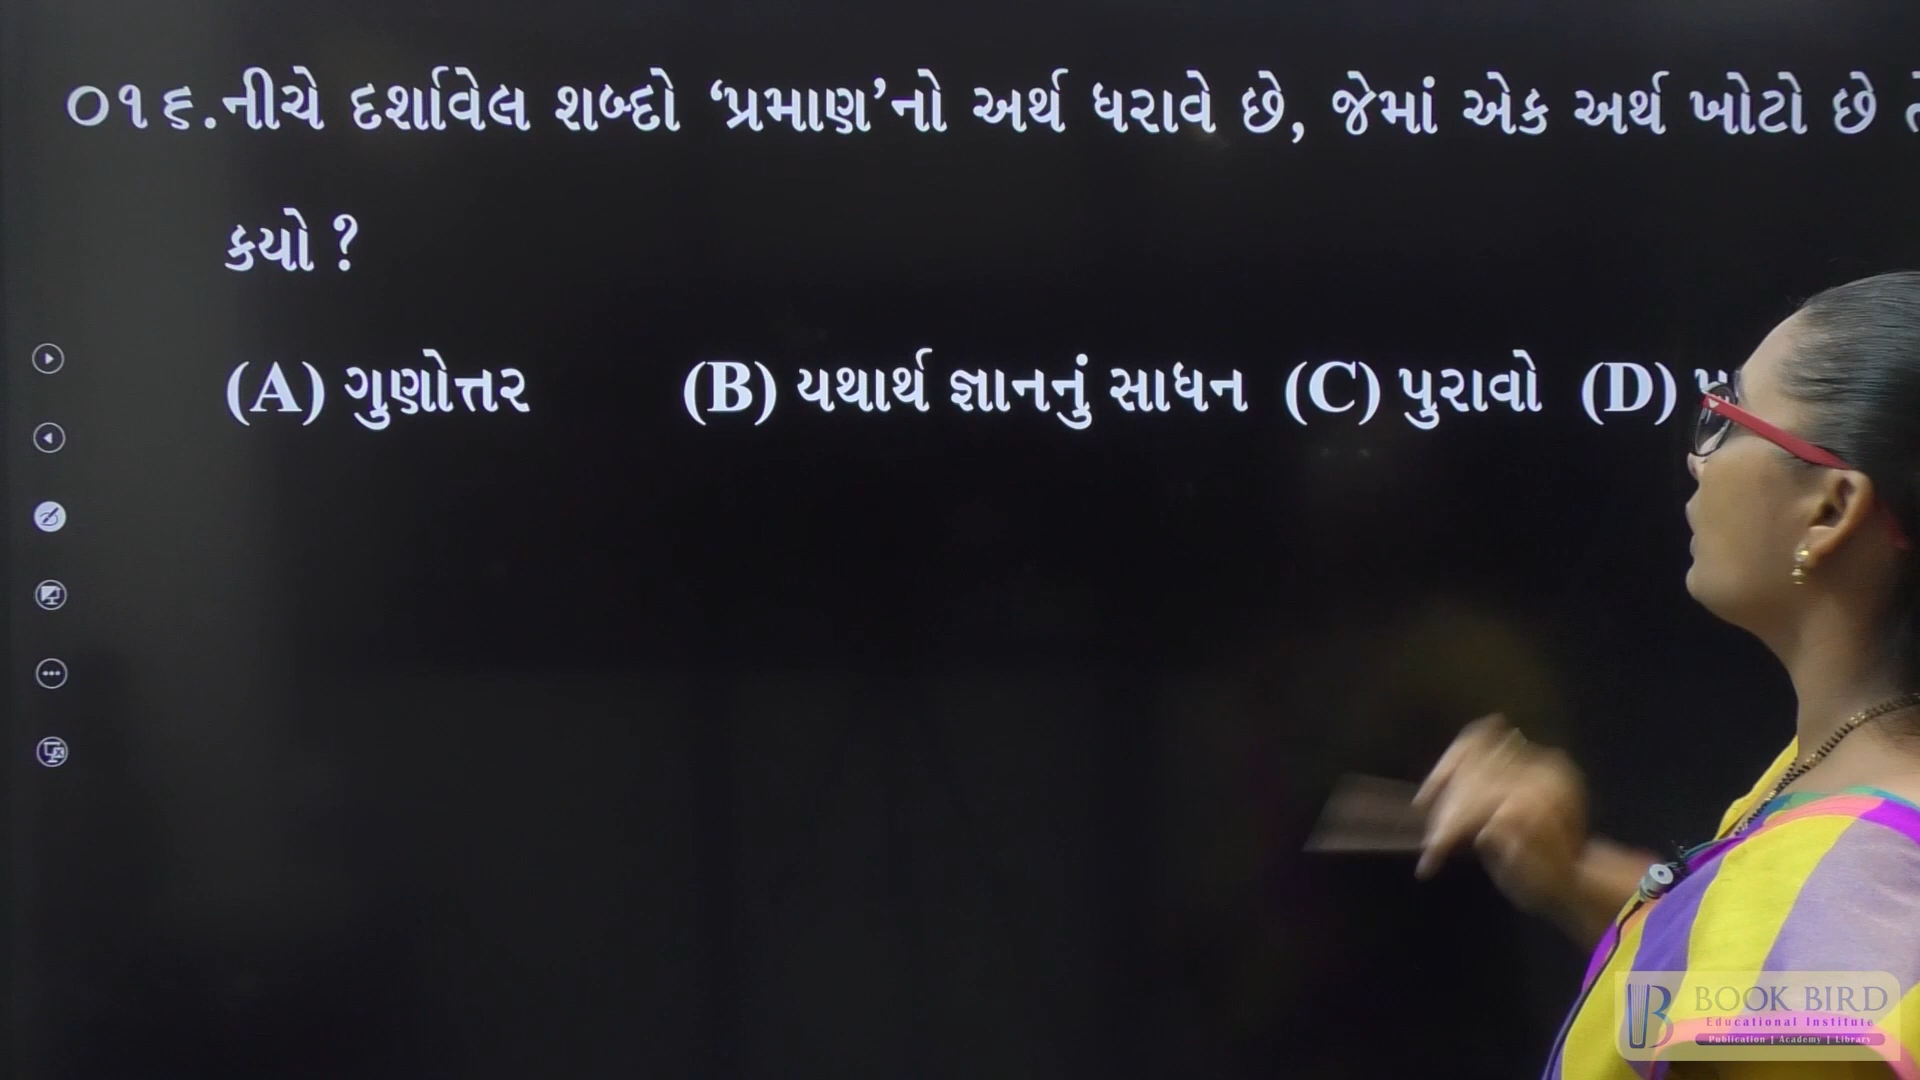 ૦૧૬.નીચે દર્શાવેલ શબ્દો ‘પ્રમાણ’નો અર્થ ધરાવે છે, જેમાં એક અર્થ ખોટો છે
કયો ?
(A) ગુણોત્તર (B) યથાર્થ જ્ઞાનનું સાધન (C) પુરાવો (D)
BOOK BIRD
Educational Institute
Publication | Academy | Library